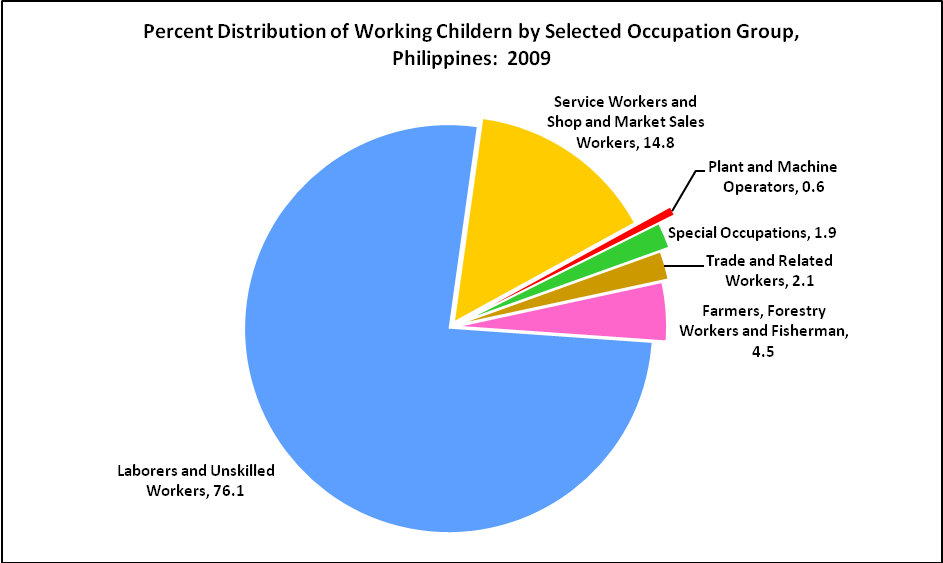 Percent Distribution of Working Childern by Selected Occupation Group,
Philippines:  2009
Service Workers and
Shop and Market Sales
Workers, 14.8
Plant and Machine
Operators, 0.6
Special Occupations, 1.9
Trade and Related
Workers, 2.1
Farmers, Forestry
Workers and Fisherman,
4.5
Laborers and Unskilled
Workers, 76.1